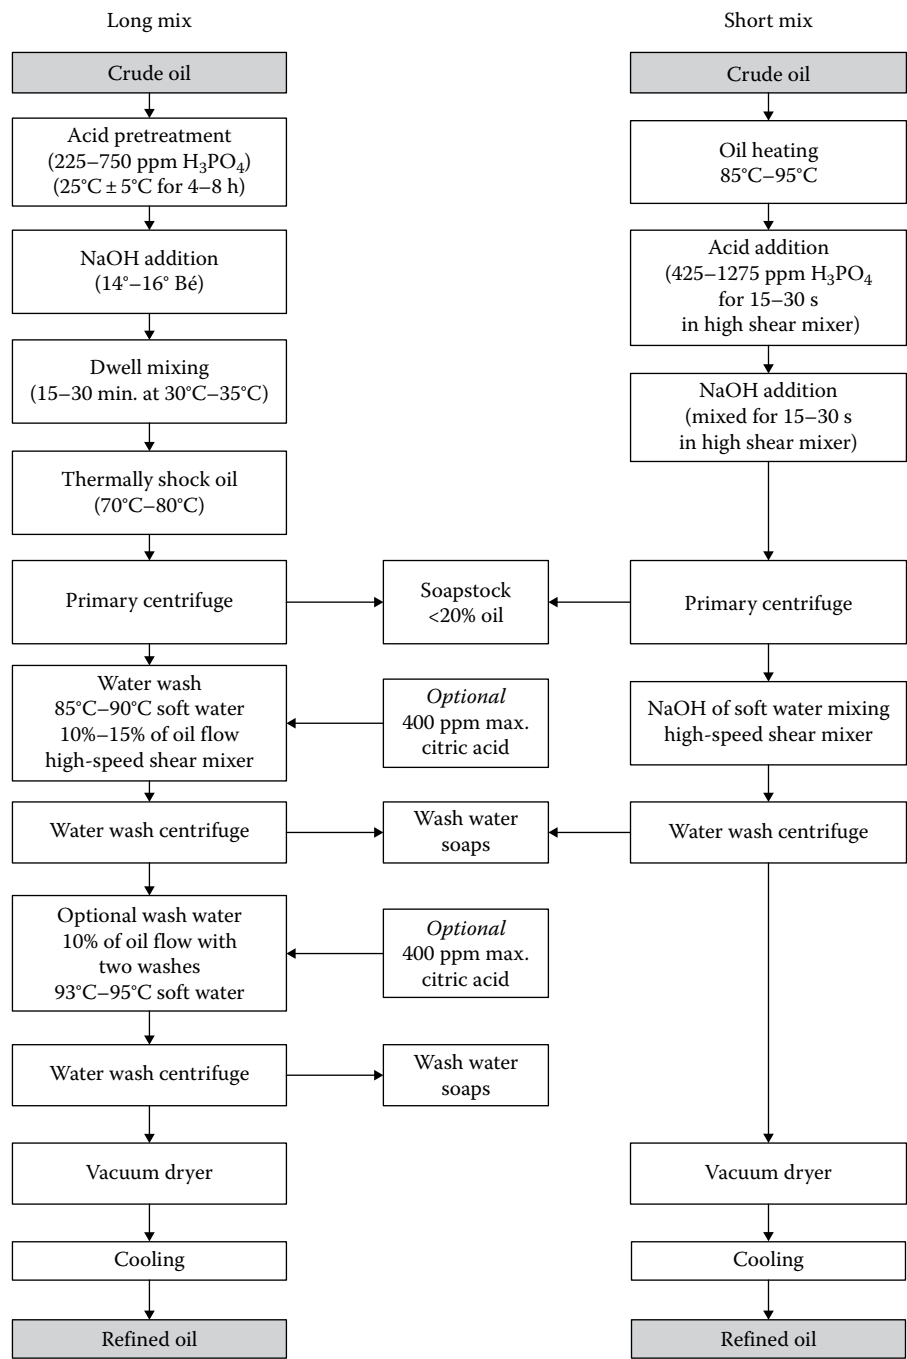 Long mix
Crude oil
Acid pretreatment
(225–750 ppm H₃PO₄)
(25°C ± 5°C for 4–8 h)
NaOH addition
(14°–16° Bé)
Dwell mixing
(15–30 min. at 30°C–35°C)
Thermally shock oil
(70°C–80°C)
Primary centrifuge
Water wash
85°C–90°C soft water
10%–15% of oil flow
high-speed shear mixer
Water wash centrifuge
Optional wash water
10% of oil flow with
two washes
93°C–95°C soft water
Water wash centrifuge
Vacuum dryer
Cooling
Refined oil
Soapstock
<20% oil
Optional
400 ppm max.
citric acid
Wash water
soaps
Optional
400 ppm max.
citric acid
Wash water
soaps
Short mix
Crude oil
Oil heating
85°C–95°C
Acid addition
(425–1275 ppm H₃PO₄
for 15–30 s
in high shear mixer)
NaOH addition
(mixed for 15–30 s
in high shear mixer)
Primary centrifuge
NaOH of soft water mixing
high-speed shear mixer
Water wash centrifuge
Vacuum dryer
Cooling
Refined oil